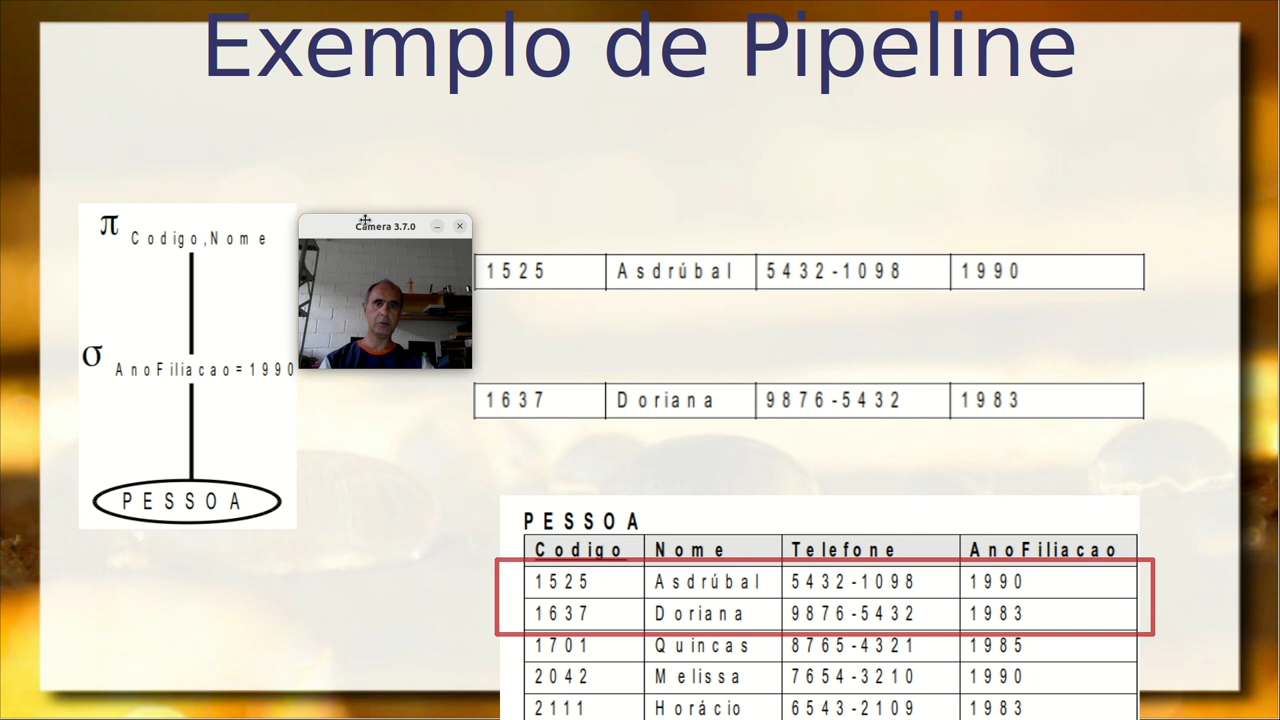 Exemplo de Pipeline
π Codigo,Nome
Câmera 3.7.0
1525 Asdrúbal 5432-1098 1990
σ AnoFiliacao=1990
1637 Doriana 9876-5432 1983
PESSOA
PESSOA
Codigo Nome Telefone AnoFiliacao
1525 Asdrúbal 5432-1098 1990
1637 Doriana 9876-5432 1983
1701 Quincas 8765-4321 1985
2042 Melissa 7654-3210 1990
2111 Horácio 6543-2109 1983